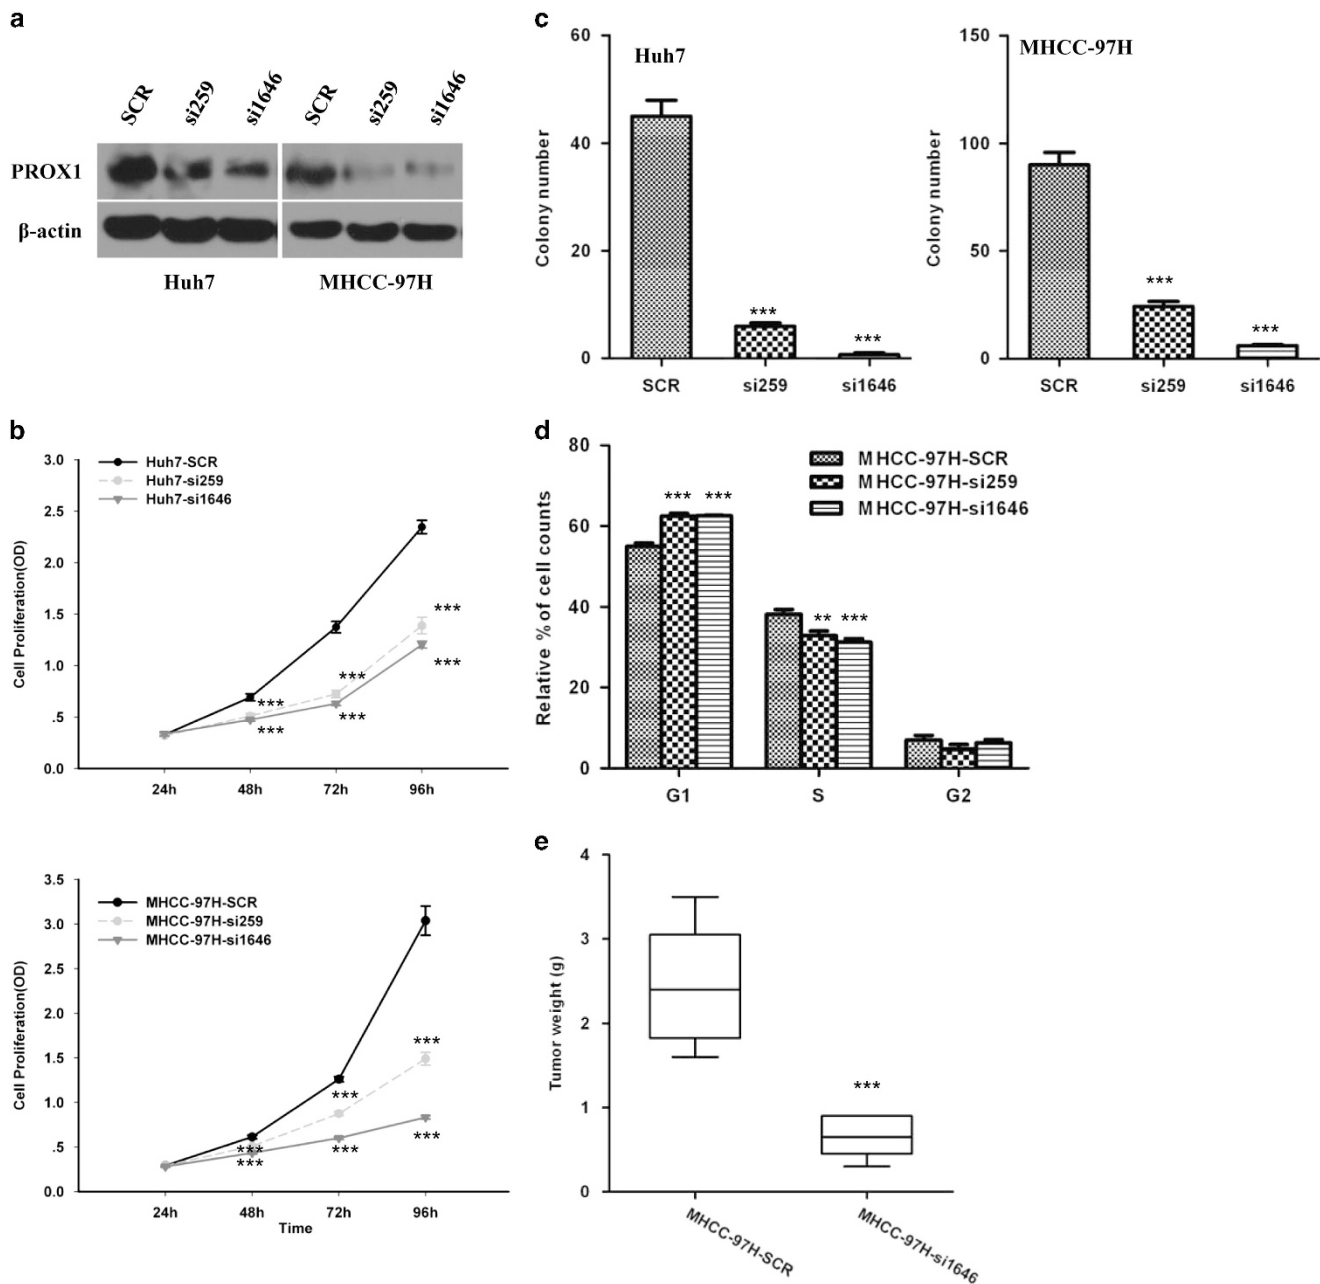 a
SCR
si259
si1646
SCR
si259
si1646
PROX1
β-actin
Huh7
MHCC-97H
b
3.0
2.5
2.0
1.5
1.0
.5
0.0
Cell Proliferation(OD)
Huh7-SCR
Huh7-si259
Huh7-si1646
***
***
***
***
***
***
24h
48h
72h
96h
3.5
3.0
2.5
2.0
1.5
1.0
.5
0.0
Cell Proliferation(OD)
MHCC-97H-SCR
MHCC-97H-si259
MHCC-97H-si1646
***
***
***
***
***
***
24h
48h
72h
96h
Time
c
60
40
20
0
Colony number
Huh7
***
***
SCR
si259
si1646
150
100
50
0
Colony number
MHCC-97H
***
***
SCR
si259
si1646
d
80
60
40
20
0
Relative % of cell counts
MHCC-97H-SCR
MHCC-97H-si259
MHCC-97H-si1646
*** ***
** ***
G1
S
G2
e
4
3
2
1
0
Tumor weight (g)
***
MHCC-97H-SCR
MHCC-97H-si1646